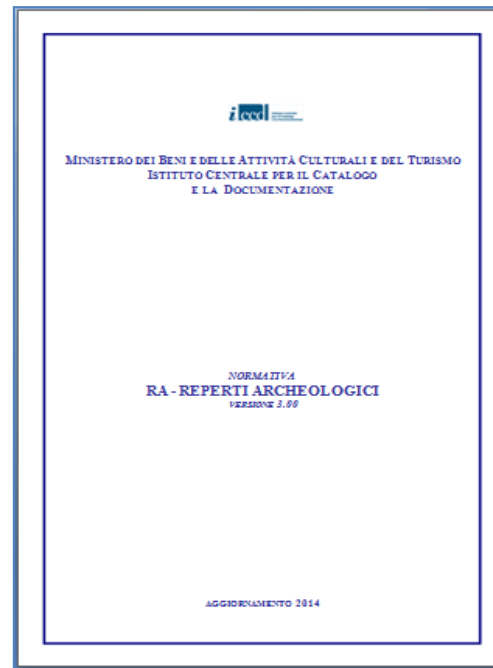 iccd
MINISTERO DEI BENI E DELLE ATTIVITÀ CULTURALI E DEL TURISMO
ISTITUTO CENTRALE PER IL CATALOGO
E LA DOCUMENTAZIONE
NORMATIVA
RA - REPERTI ARCHEOLOGICI
VERSIONE 3.00
AGGIORNAMENTO 2014